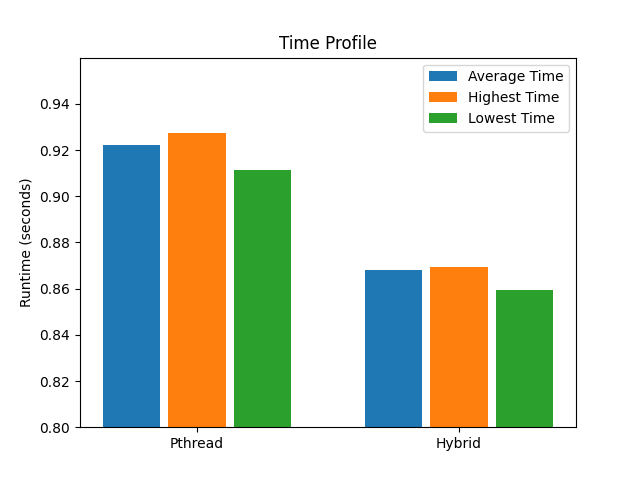 Time Profile
Average Time
Highest Time
Lowest Time
Runtime (seconds)
0.94
0.92
0.90
0.88
0.86
0.84
0.82
0.80
Pthread
Hybrid